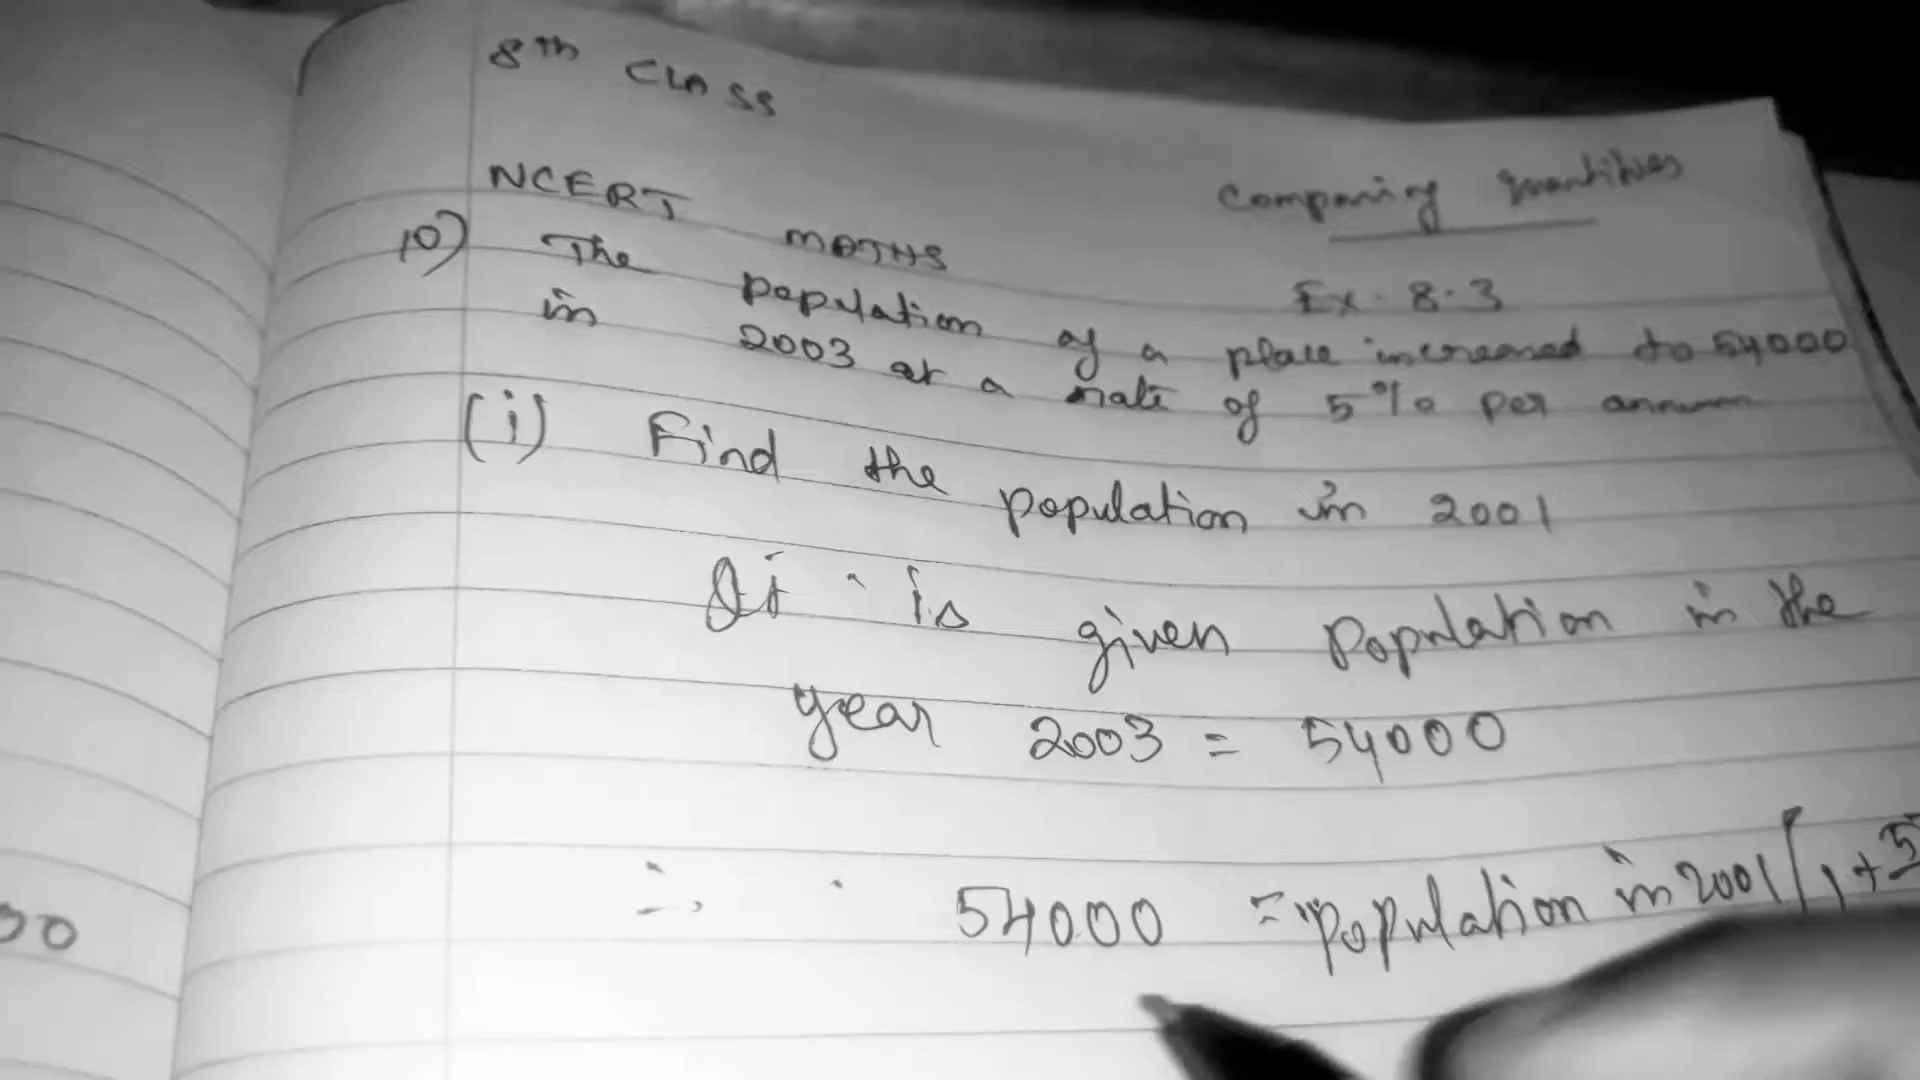 8th CLASS
NCERT MATHS
Comparing Quantities
Ex. 8.3
10) The population of a place increased to 54000
in 2003 at a rate of 5% per annum
(i) Find the population in 2001
It is given Population in the
year 2003 = 54000
∴ 54000 = Population in 2001 (1+5
00